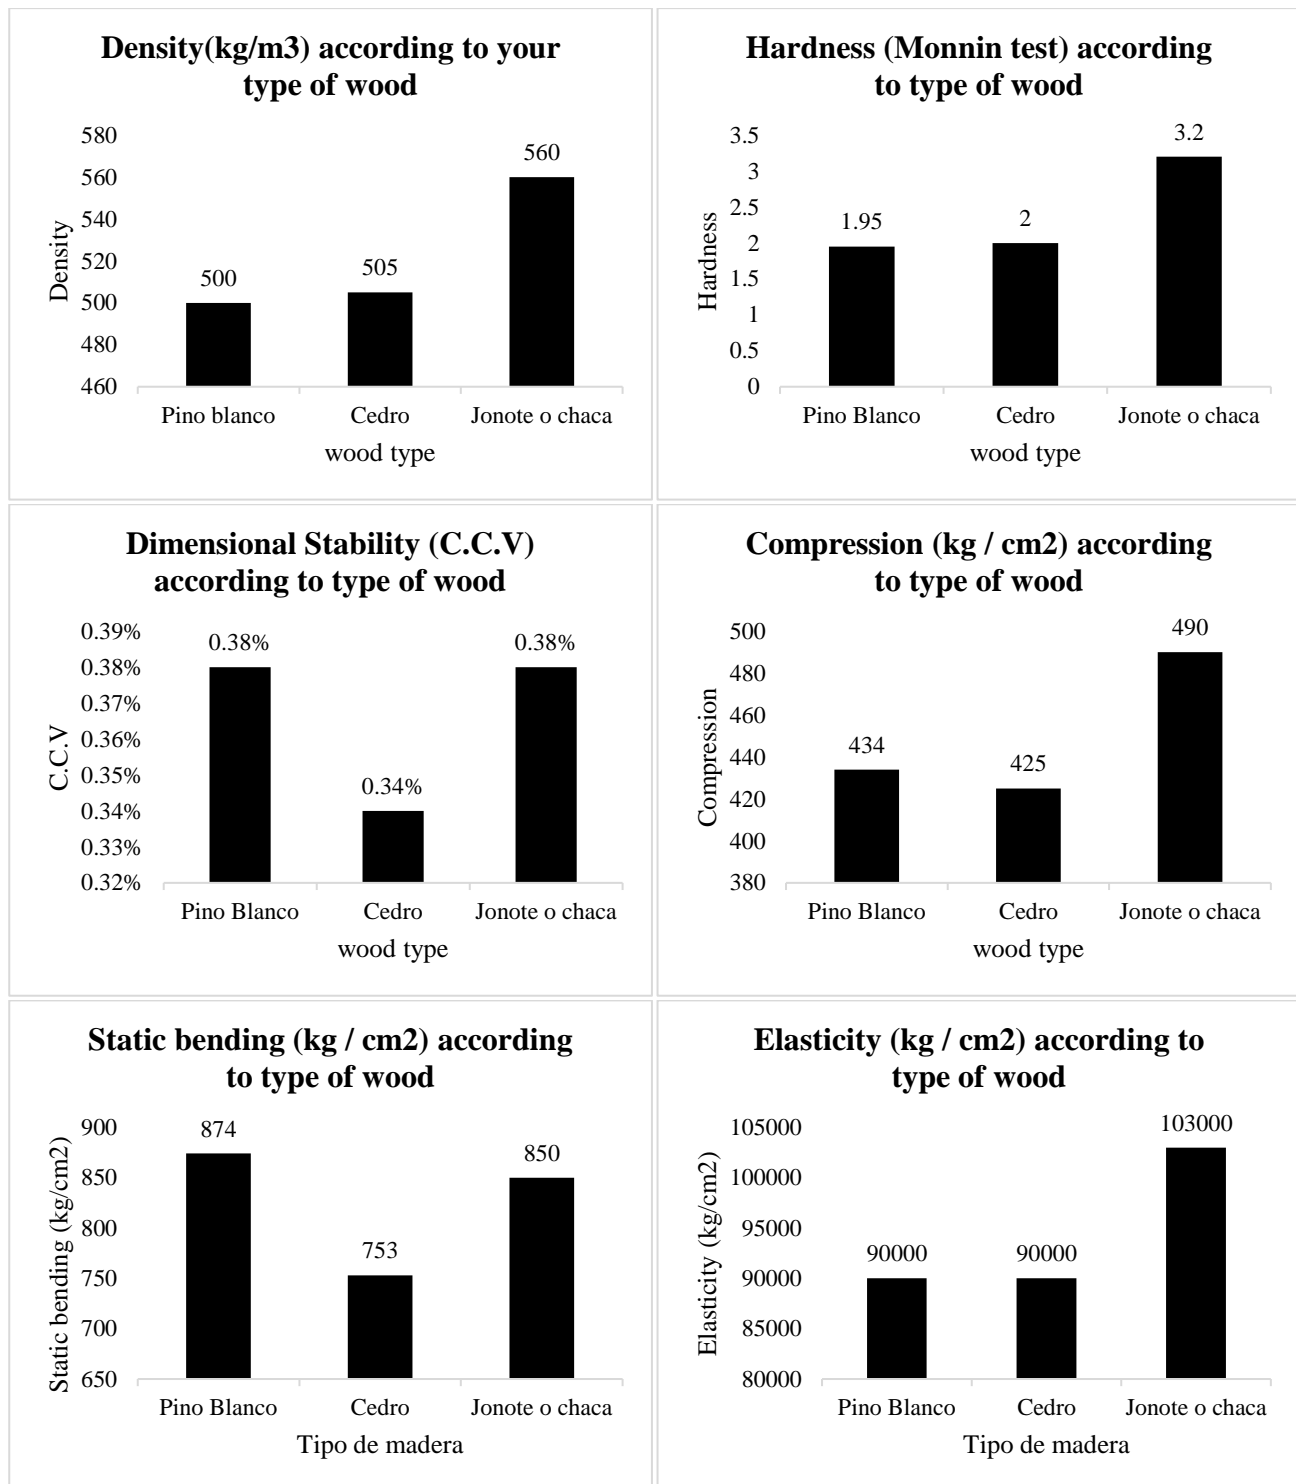 Density(kg/m3) according to your
type of wood
580
560
540
520
500
480
460
Density
500
505
560
Pino blanco
Cedro
Jonote o chaca
wood type
Hardness (Monnin test) according
to type of wood
3.5
3
2.5
2
1.5
1
0.5
0
Hardness
1.95
2
3.2
Pino Blanco
Cedro
Jonote o chaca
wood type
Dimensional Stability (C.C.V)
according to type of wood
0.39%
0.38%
0.37%
0.36%
0.35%
0.34%
0.33%
0.32%
C.C.V
0.38%
0.34%
0.38%
Pino Blanco
Cedro
Jonote o chaca
wood type
Compression (kg / cm2) according
to type of wood
500
480
460
440
420
400
380
Compression
434
425
490
Pino Blanco
Cedro
Jonote o chaca
wood type
Static bending (kg / cm2) according
to type of wood
900
850
800
750
700
650
Static bending (kg/cm2)
874
753
850
Pino Blanco
Cedro
Jonote o chaca
Tipo de madera
Elasticity (kg / cm2) according to
type of wood
105000
100000
95000
90000
85000
80000
Elasticity (kg/cm2)
90000
90000
103000
Pino Blanco
Cedro
Jonote o chaca
Tipo de madera